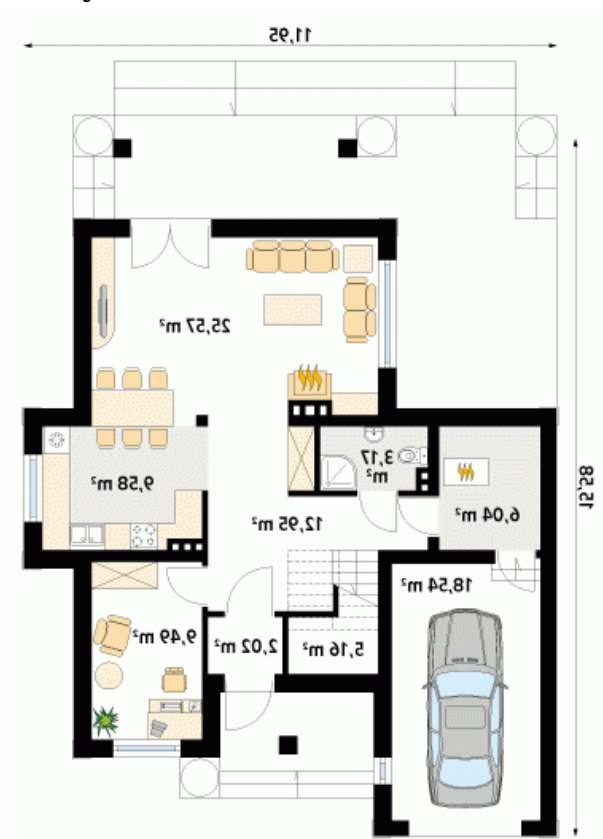 11,95
25,57 m²
3,17
m²
9,58 m²
6,04 m²
15,58
12,95 m²
18,54 m²
9,49 m²
2,02 m²
5,16 m²